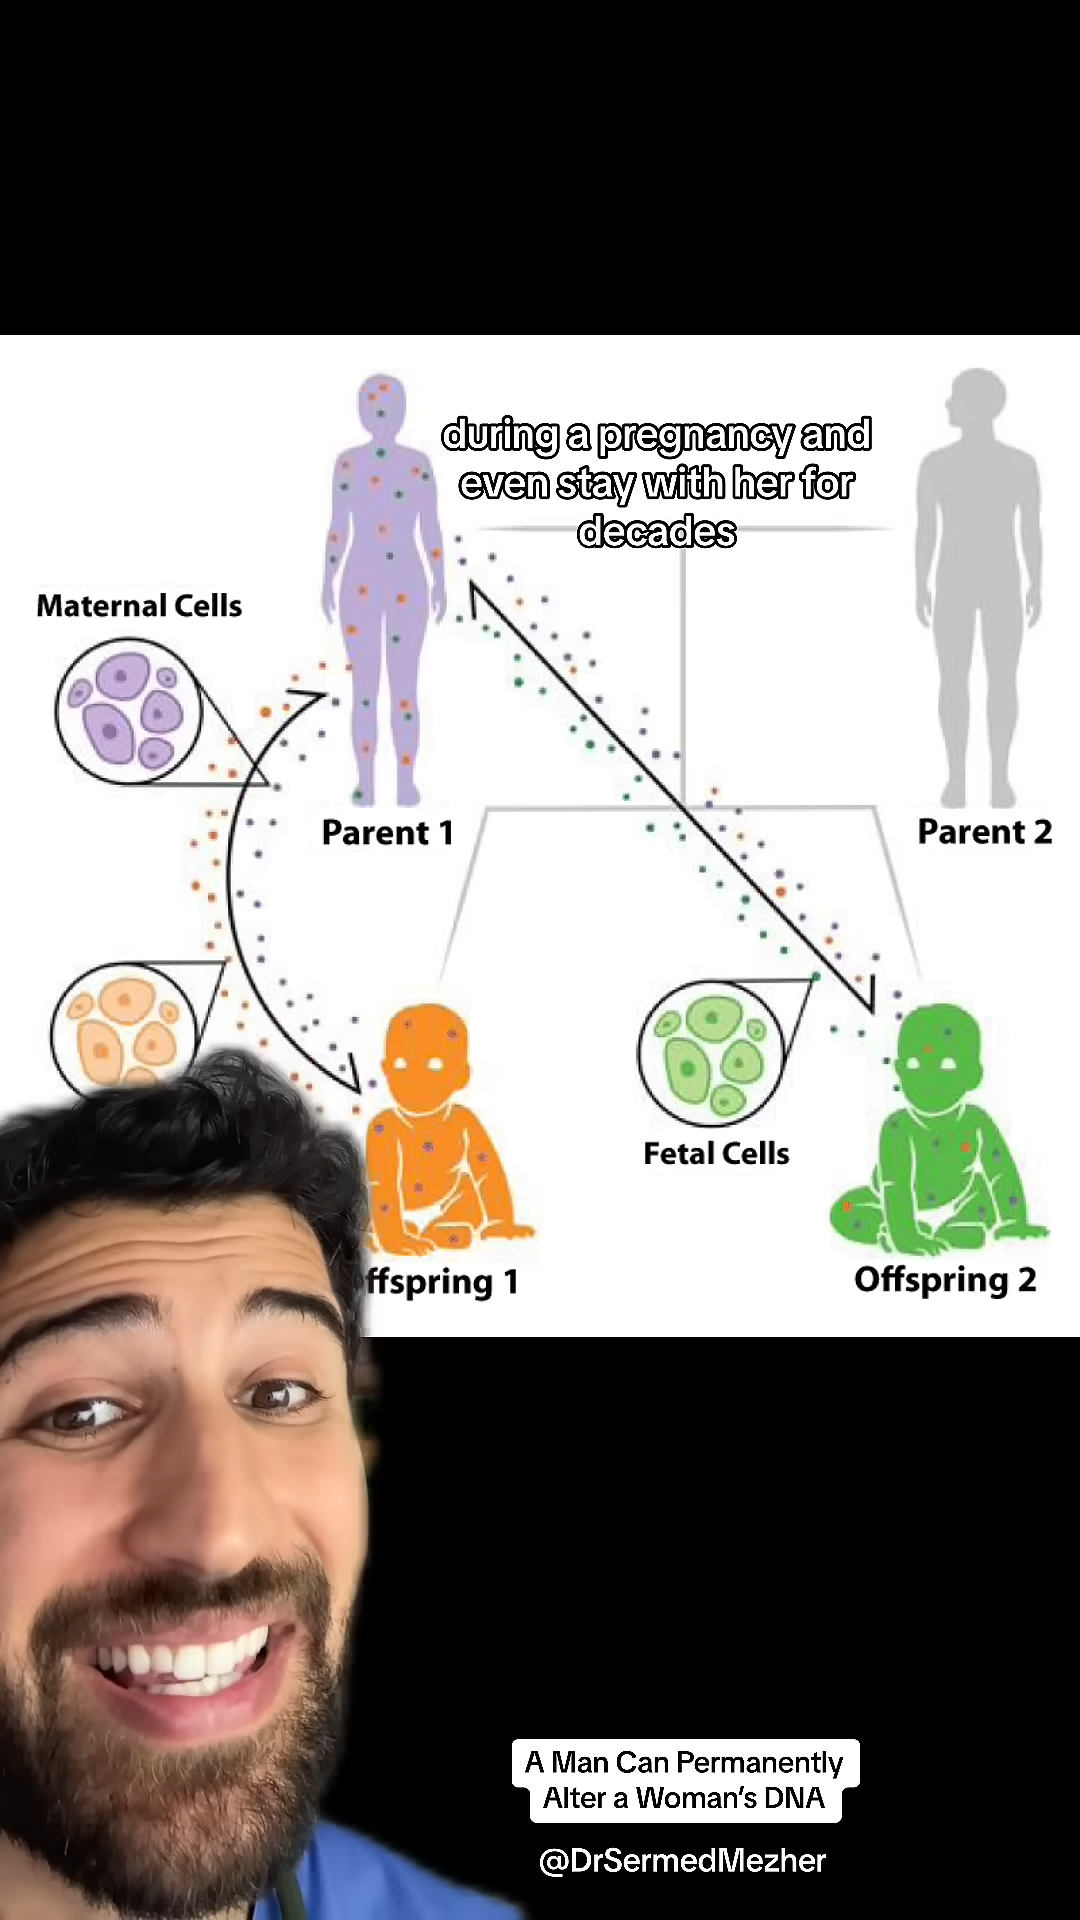 during a pregnancy and
even stay with her for
decades
Maternal Cells
Parent 1
Parent 2
Fetal Cells
ffspring 1
Offspring 2
A Man Can Permanently
Alter a Woman's DNA
@DrSermedMezher